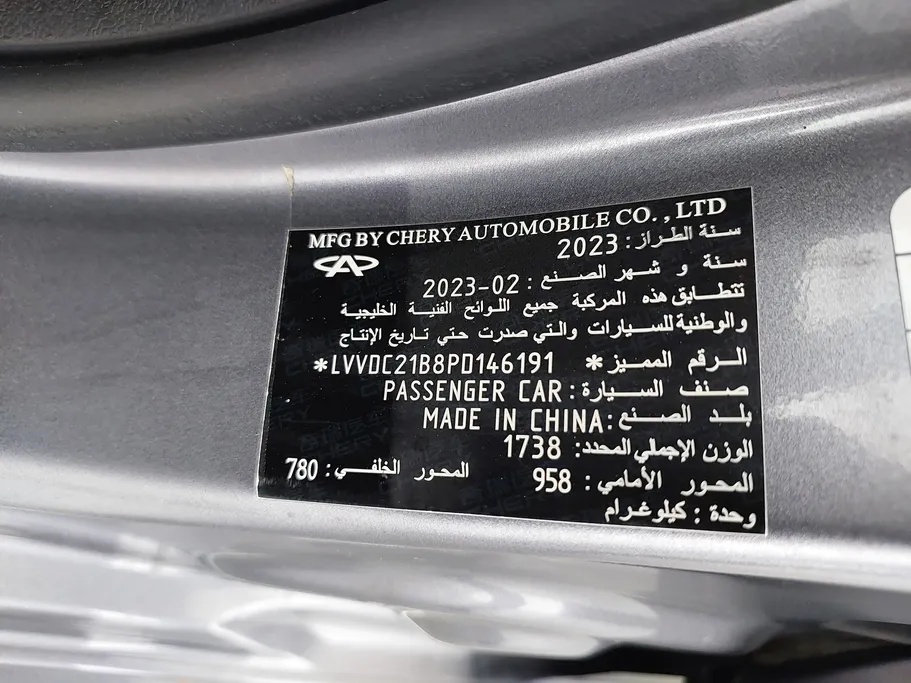 MFG BY CHERY AUTOMOBILE CO. , LTD
سنة الطراز : 2023
سنة و شهر الصنع : 2023-02
تتطابق هذه المركبة جميع اللوائح الفنية الخليجية
والوطنية للسيارات والتي صدرت حتي تاريخ الإنتاج
الرقم المميز * LVVDC21B8PD146191*
صنف السيارة : PASSENGER CAR
بلد الصنع : MADE IN CHINA
الوزن الإجمالي المحدد: 1738
المحور الأمامي : 958 المحور الخلفي : 780
وحدة : كيلوغرام